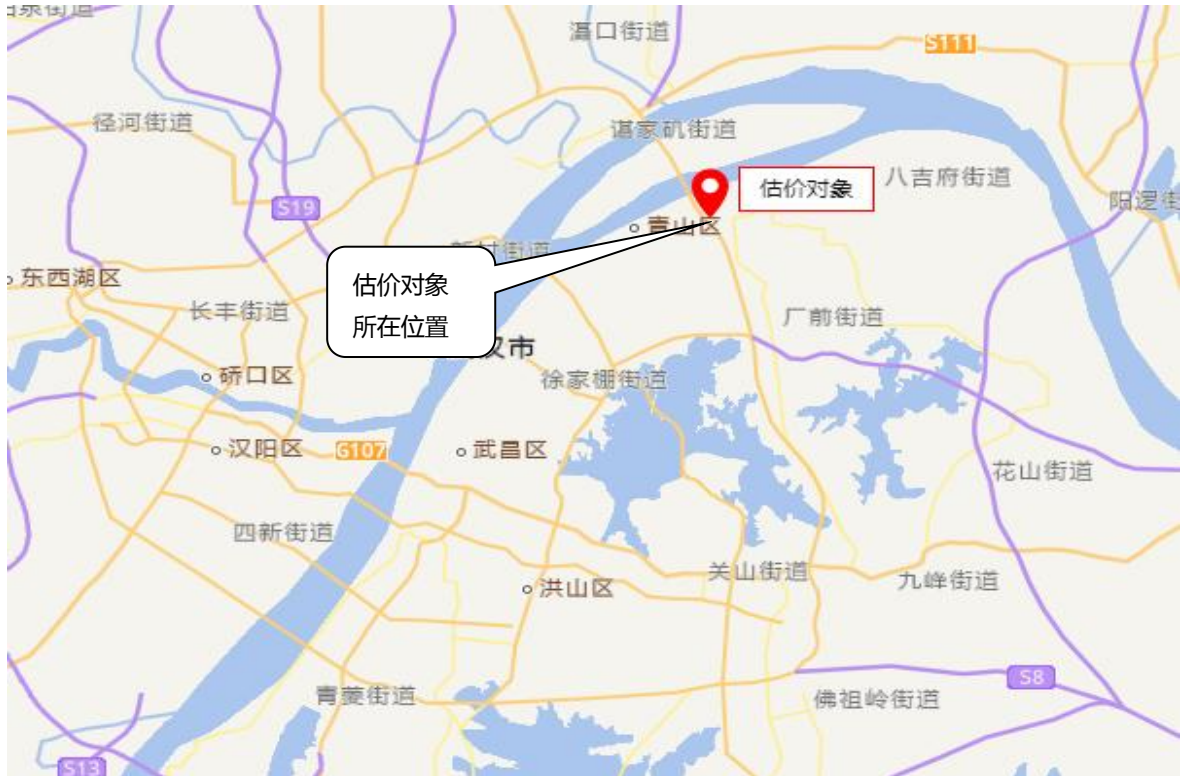 滠口街道
S111
径河街道
谌家矶街道
估价对象
八吉府街道
S19
青山区
东西湖区
估价对象
所在位置
长丰街道
厂前街道
汉市
硚口区
徐家棚街道
汉阳区
G107
武昌区
花山街道
四新街道
关山街道
九峰街道
洪山区
S8
青菱街道
佛祖岭街道
S13